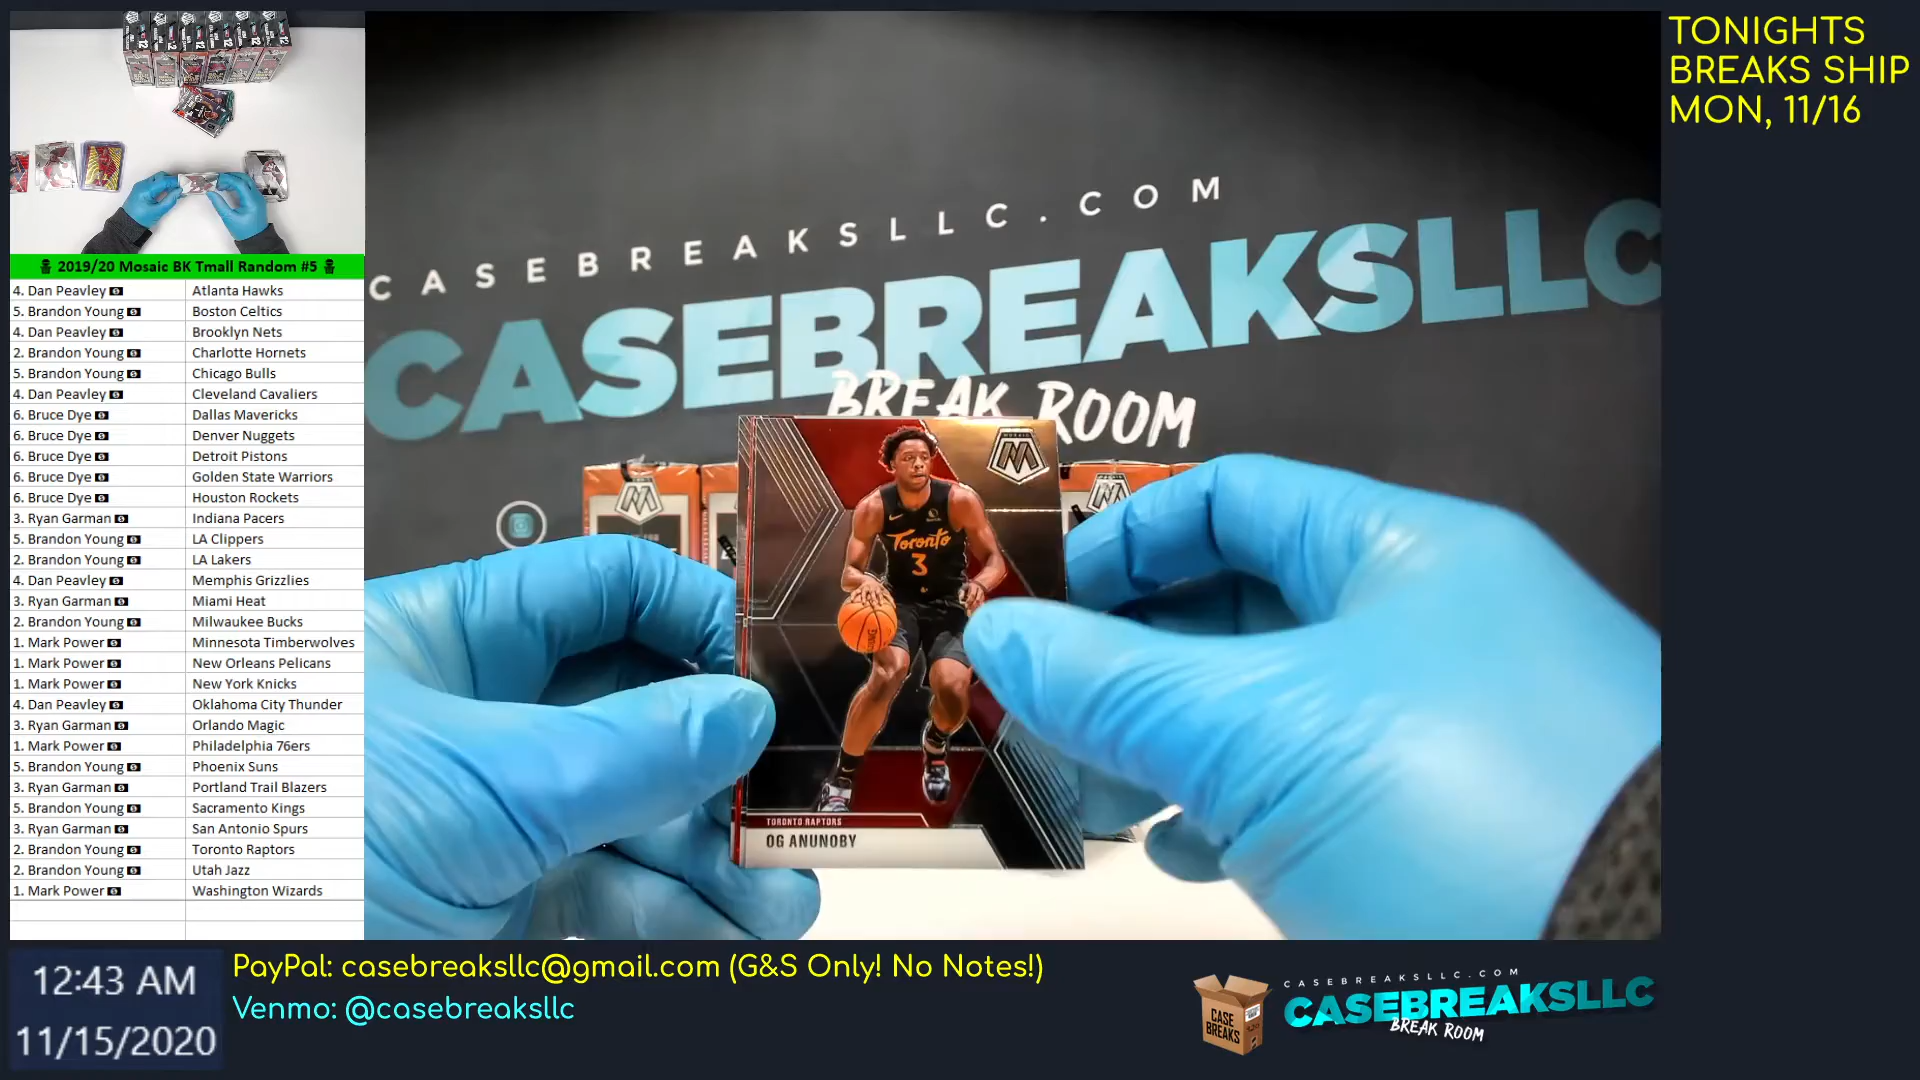 TONIGHTS
BREAKS SHIP
MON, 11/16
2019/20 Mosaic BK Tmall Random #5
4. Dan Peavley Atlanta Hawks
5. Brandon Young Boston Celtics
4. Dan Peavley Brooklyn Nets
2. Brandon Young Charlotte Hornets
5. Brandon Young Chicago Bulls
4. Dan Peavley Cleveland Cavaliers
6. Bruce Dye Dallas Mavericks
6. Bruce Dye Denver Nuggets
6. Bruce Dye Detroit Pistons
6. Bruce Dye Golden State Warriors
6. Bruce Dye Houston Rockets
3. Ryan Garman Indiana Pacers
5. Brandon Young LA Clippers
2. Brandon Young LA Lakers
4. Dan Peavley Memphis Grizzlies
3. Ryan Garman Miami Heat
2. Brandon Young Milwaukee Bucks
1. Mark Power Minnesota Timberwolves
1. Mark Power New Orleans Pelicans
1. Mark Power New York Knicks
4. Dan Peavley Oklahoma City Thunder
3. Ryan Garman Orlando Magic
1. Mark Power Philadelphia 76ers
5. Brandon Young Phoenix Suns
3. Ryan Garman Portland Trail Blazers
5. Brandon Young Sacramento Kings
3. Ryan Garman San Antonio Spurs
2. Brandon Young Toronto Raptors
2. Brandon Young Utah Jazz
1. Mark Power Washington Wizards
CASEBREAKSLLC.COM
CASEBREAKSLLC
BREAK ROOM
MOSAIC
Toronto
3
TORONTO RAPTORS
OG ANUNOBY
12:43 AM
11/15/2020
PayPal: casebreaksllc@gmail.com (G&S Only! No Notes!)
Venmo: @casebreaksllc
CASE
BREAKS
CASEBREAKSLLC.COM
CASEBREAKSLLC
BREAK ROOM